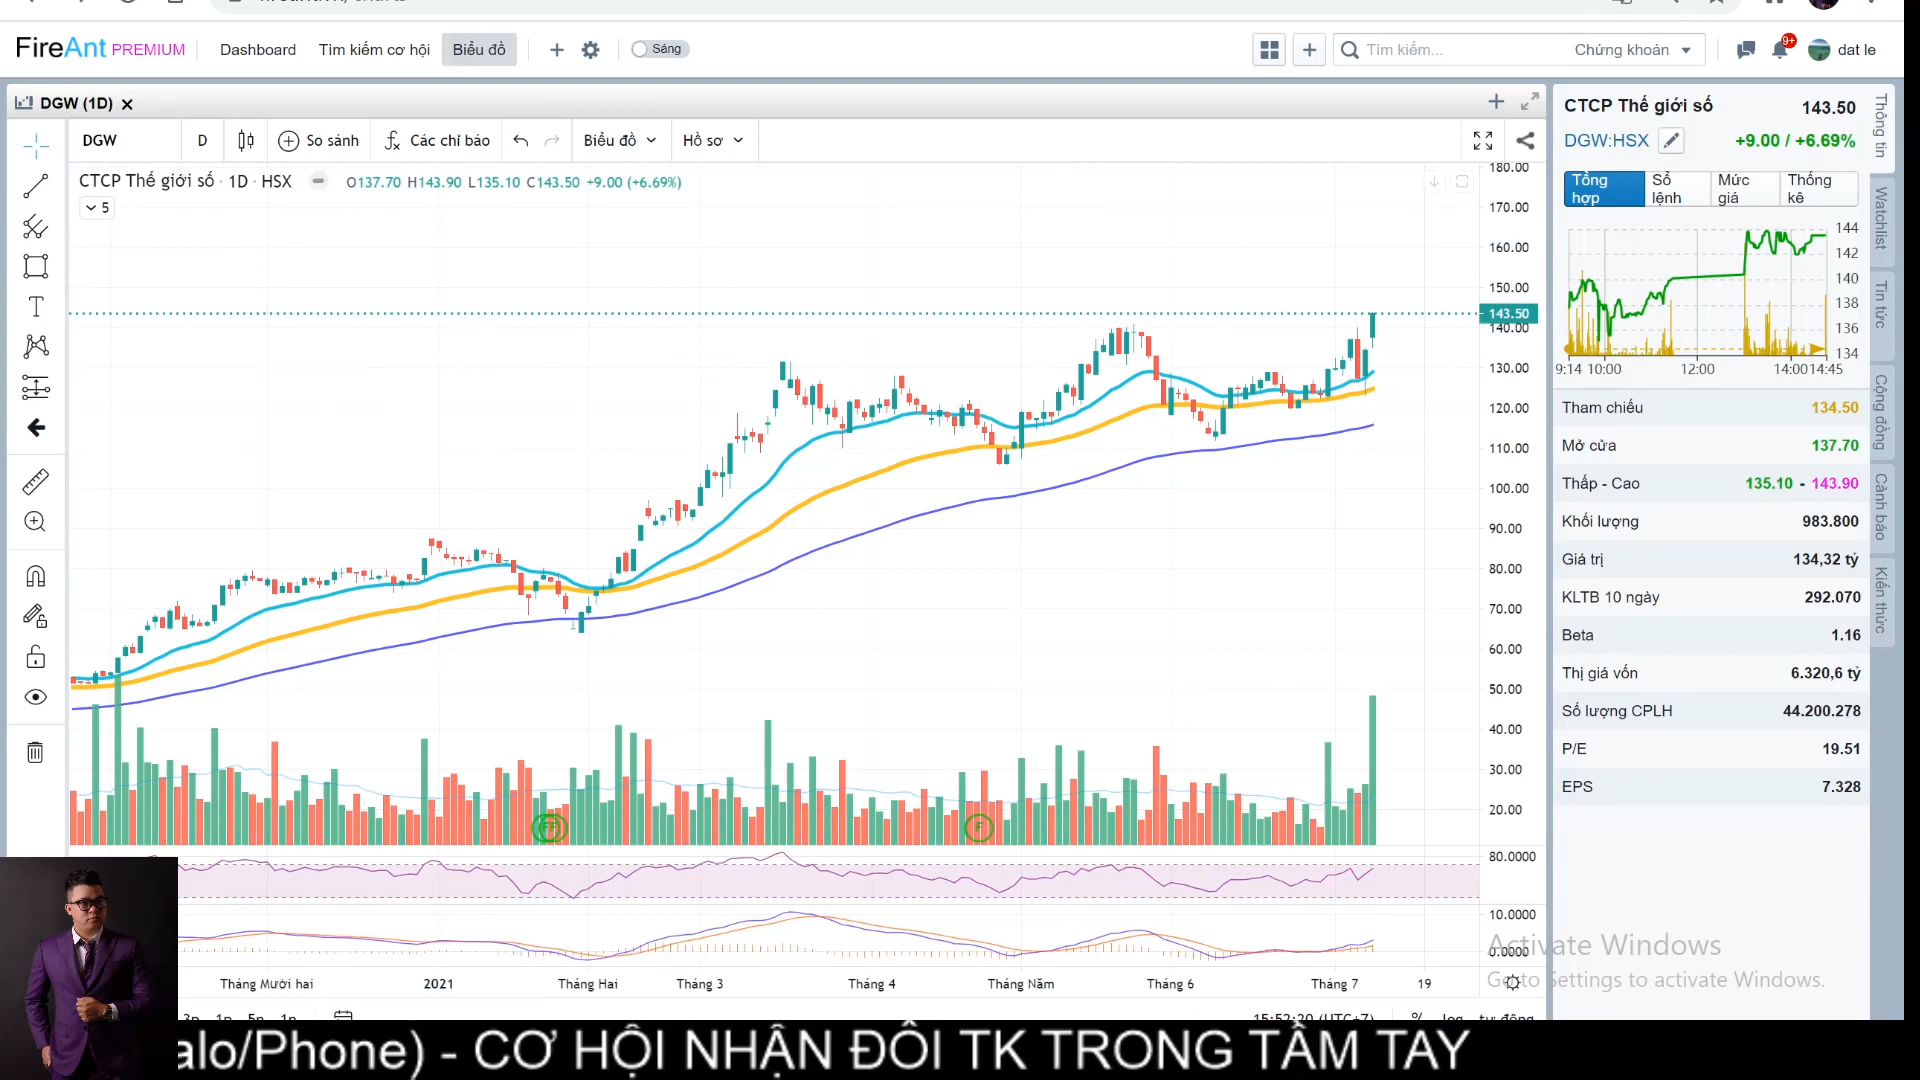 FireAnt PREMIUM
Dashboard
Tìm kiếm cơ hội
Biểu đồ
Sáng
Tìm kiếm...
Chứng khoán
9+
dat le
DGW (1D)
DGW
D
So sánh
Các chỉ báo
Biểu đồ
Hồ sơ
CTCP Thế giới số · 1D · HSX
O137.70 H143.90 L135.10 C143.50 +9.00 (+6.69%)
5
180.00
170.00
160.00
150.00
143.50
140.00
130.00
120.00
110.00
100.00
90.00
80.00
70.00
60.00
50.00
40.00
30.00
20.00
80.0000
10.0000
0.0000
F
Tháng Mười hai
2021
Tháng Hai
Tháng 3
Tháng 4
Tháng Năm
Tháng 6
Tháng 7
19
15:52:20 (UTC+7)
%
log
tự động
CTCP Thế giới số
143.50
DGW:HSX
+9.00 / +6.69%
Tổng hợp
Sổ lệnh
Mức giá
Thống kê
144
142
140
138
136
134
9:14 10:00
12:00
14:00 14:45
Tham chiếu 134.50
Mở cửa 137.70
Thấp - Cao 135.10 - 143.90
Khối lượng 983.800
Giá trị 134,32 tỷ
KLTB 10 ngày 292.070
Beta 1.16
Thị giá vốn 6.320,6 tỷ
Số lượng CPLH 44.200.278
P/E 19.51
EPS 7.328
Thông tin
Watchlist
Tin tức
Cộng đồng
Cảnh báo
Kiến thức
Activate Windows
Go to Settings to activate Windows.
alo/Phone) - CƠ HỘI NHẬN ĐÔI TK TRONG TẦM TAY